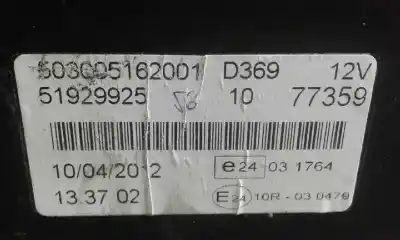 503005162001 D369 12V
51929925 10 77359
10/04/2012 e24 03 1764
13.37 02 E24 10R - 03 0479